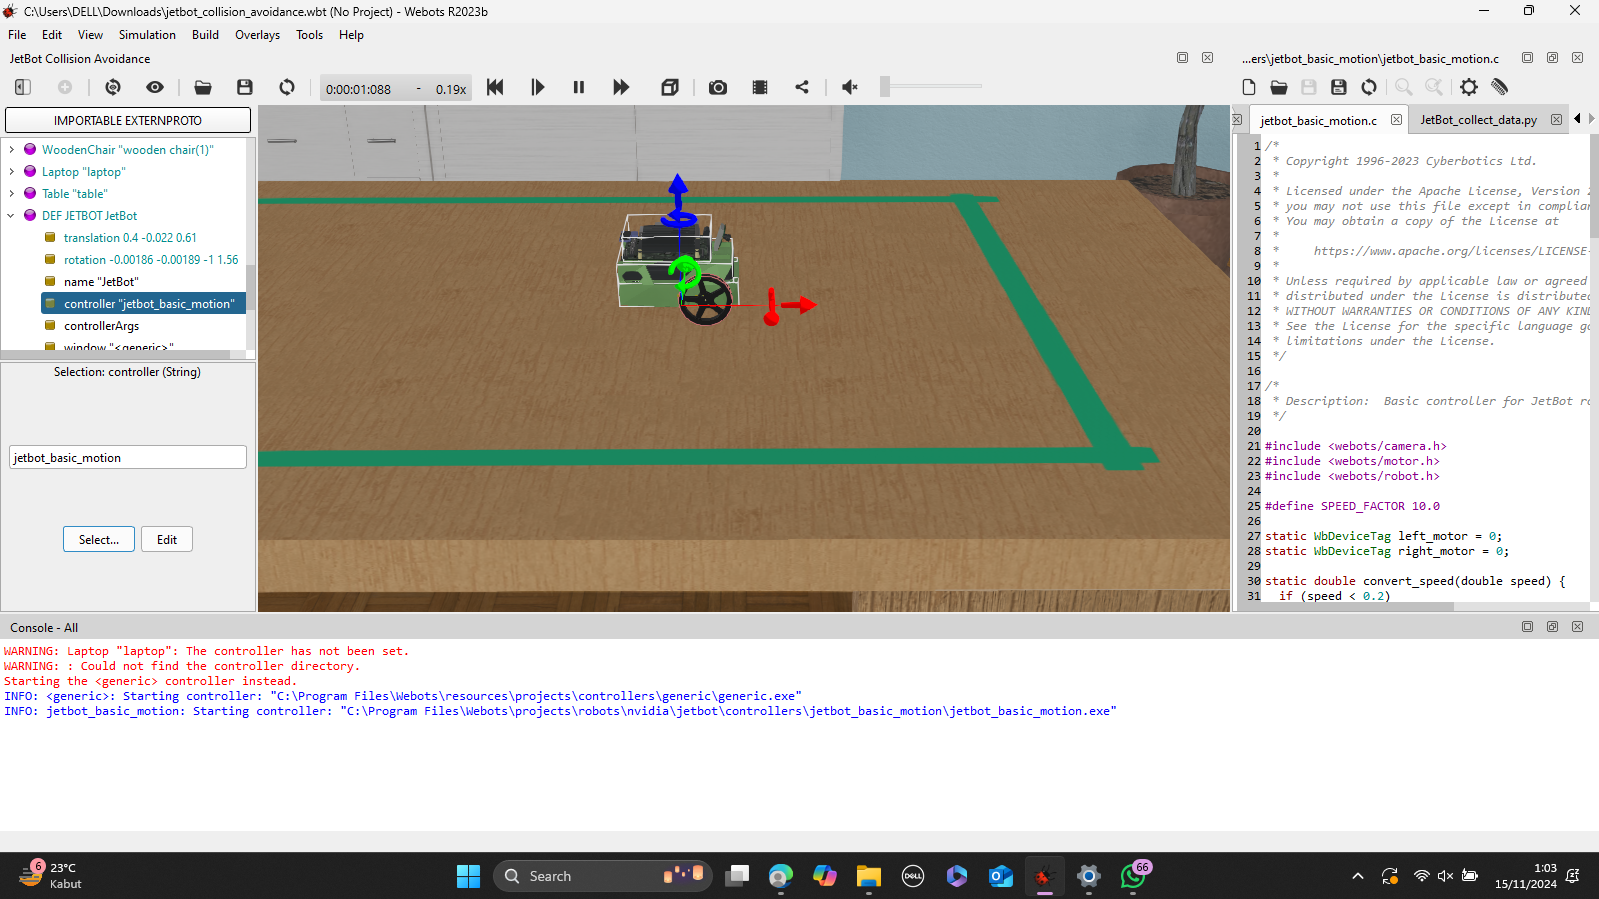 C:\Users\DELL\Downloads\jetbot_collision_avoidance.wbt (No Project) - Webots R2023b
File Edit View Simulation Build Overlays Tools Help
JetBot Collision Avoidance
...ers\jetbot_basic_motion\jetbot_basic_motion.c
0:00:01:088 - 0.19x
IMPORTABLE EXTERNPROTO
WoodenChair "wooden chair(1)"
Laptop "laptop"
Table "table"
DEF JETBOT JetBot
translation 0.4 -0.022 0.61
rotation -0.00186 -0.00189 -1 1.56
name "JetBot"
controller "jetbot_basic_motion"
controllerArgs
window "<generic>"
Selection: controller (String)
jetbot_basic_motion
Select... Edit
jetbot_basic_motion.c JetBot_collect_data.py
1 /*
2 * Copyright 1996-2023 Cyberbotics Ltd.
3 *
4 * Licensed under the Apache License, Version 2
5 * you may not use this file except in complian
6 * You may obtain a copy of the License at
7 *
8 * https://www.apache.org/licenses/LICENSE-
9 *
10 * Unless required by applicable law or agreed
11 * distributed under the License is distributed
12 * WITHOUT WARRANTIES OR CONDITIONS OF ANY KIND
13 * See the License for the specific language go
14 * limitations under the License.
15 */
16
17 /*
18 * Description: Basic controller for JetBot ro
19 */
20
21 #include <webots/camera.h>
22 #include <webots/motor.h>
23 #include <webots/robot.h>
24
25 #define SPEED_FACTOR 10.0
26
27 static WbDeviceTag left_motor = 0;
28 static WbDeviceTag right_motor = 0;
29
30 static double convert_speed(double speed) {
31 if (speed < 0.2)
Console - All
WARNING: Laptop "laptop": The controller has not been set.
WARNING: : Could not find the controller directory.
Starting the <generic> controller instead.
INFO: <generic>: Starting controller: "C:\Program Files\Webots\resources\projects\controllers\generic\generic.exe"
INFO: jetbot_basic_motion: Starting controller: "C:\Program Files\Webots\projects\robots\nvidia\jetbot\controllers\jetbot_basic_motion\jetbot_basic_motion.exe"
6
23°C
Kabut
Search
DELL
66
1:03
15/11/2024